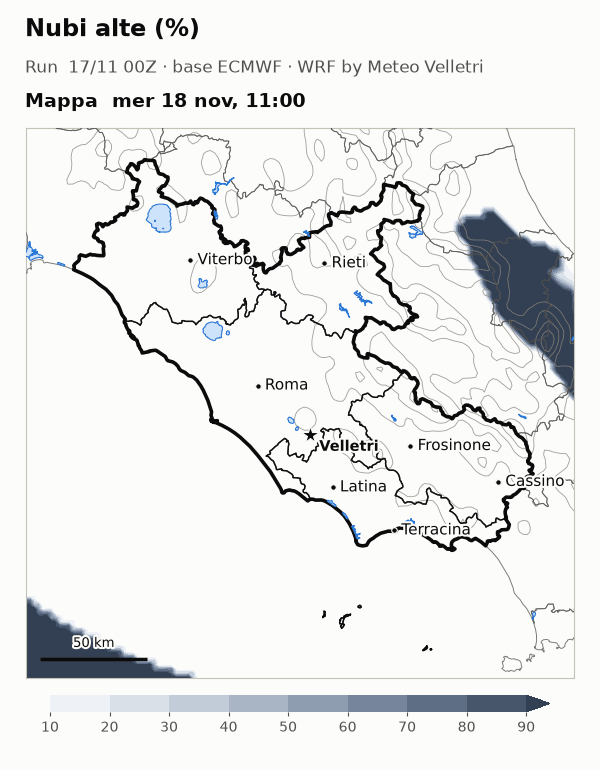 Nubi alte (%)
Run  17/11 00Z · base ECMWF · WRF by Meteo Velletri
Mappa  mer 18 nov, 11:00
Viterbo
Rieti
Roma
Velletri
Frosinone
Cassino
Latina
Terracina
50 km
10 20 30 40 50 60 70 80 90